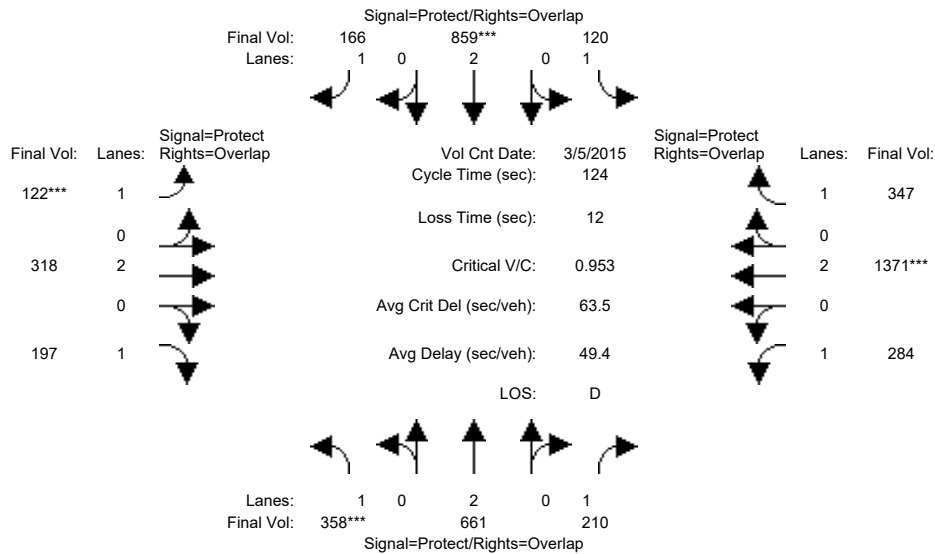 Signal=Protect/Rights=Overlap
Final Vol: 166 859*** 120
Lanes: 1 0 2 0 1
Signal=Protect
Final Vol: Lanes: Rights=Overlap
Vol Cnt Date: 3/5/2015
Signal=Protect
Rights=Overlap Lanes: Final Vol:
Cycle Time (sec): 124
122*** 1
1 347
Loss Time (sec): 12
0
0
318 2
Critical V/C: 0.953
2 1371***
0
Avg Crit Del (sec/veh): 63.5
0
197 1
Avg Delay (sec/veh): 49.4
1 284
LOS: D
Lanes: 1 0 2 0 1
Final Vol: 358*** 661 210
Signal=Protect/Rights=Overlap